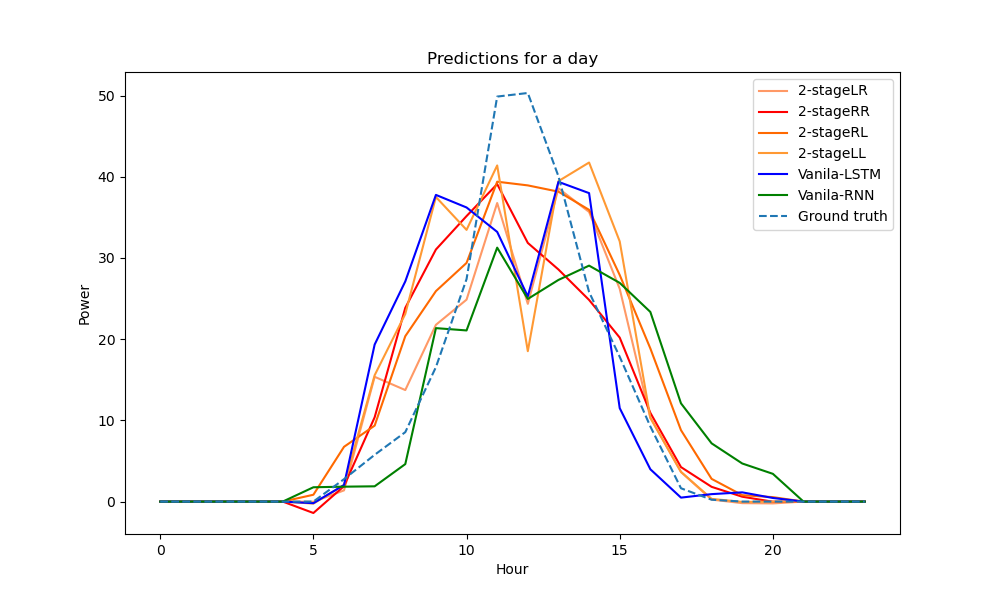 Predictions for a day
2-stageLR
2-stageRR
2-stageRL
2-stageLL
Vanila-LSTM
Vanila-RNN
Ground truth
50
40
30
20
10
0
Power
0 5 10 15 20
Hour